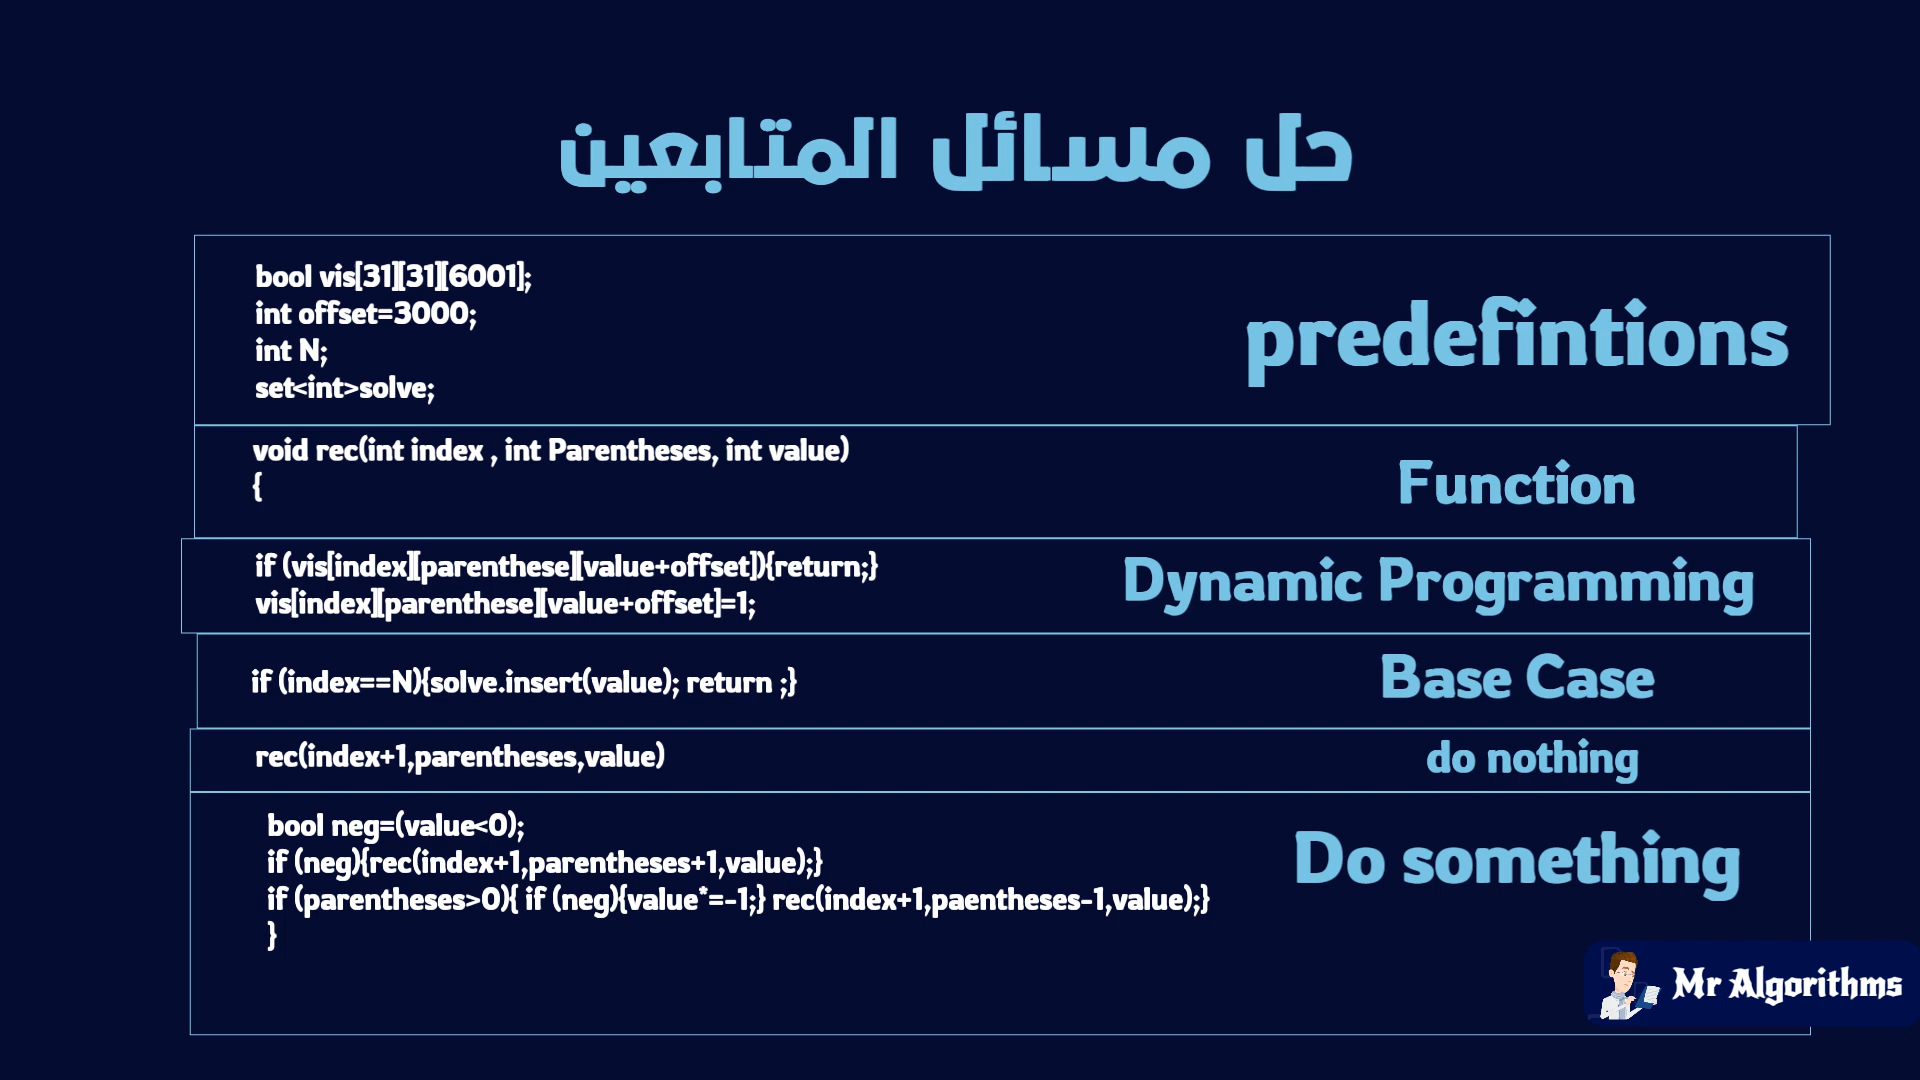 حل مسائل المتابعين
bool vis[31][31][6001];
int offset=3000;
int N;
set<int>solve;
predefintions
void rec(int index , int Parentheses, int value)
{
Function
if (vis[index][parenthese][value+offset]){return;}
vis[index][parenthese][value+offset]=1;
Dynamic Programming
if (index==N){solve.insert(value); return ;}
Base Case
rec(index+1,parentheses,value)
do nothing
bool neg=(value<0);
if (neg){rec(index+1,parentheses+1,value);}
if (parentheses>0){ if (neg){value*=-1;} rec(index+1,paentheses-1,value);}
}
Do something
Mr Algorithms